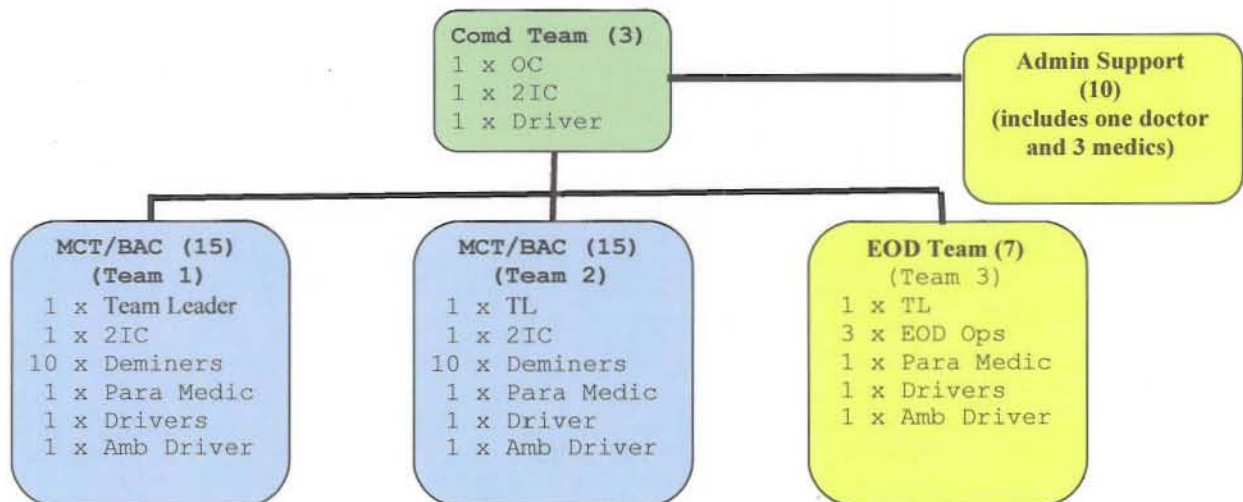 Comd Team (3)
1 x OC
1 x 2IC
1 x Driver
Admin Support
(10)
(includes one doctor
and 3 medics)
MCT/BAC (15)
(Team 1)
1 x Team Leader
1 x 2IC
10 x Deminers
1 x Para Medic
1 x Drivers
1 x Amb Driver
MCT/BAC (15)
(Team 2)
1 x TL
1 x 2IC
10 x Deminers
1 x Para Medic
1 x Driver
1 x Amb Driver
EOD Team (7)
(Team 3)
1 x TL
3 x EOD Ops
1 x Para Medic
1 x Drivers
1 x Amb Driver